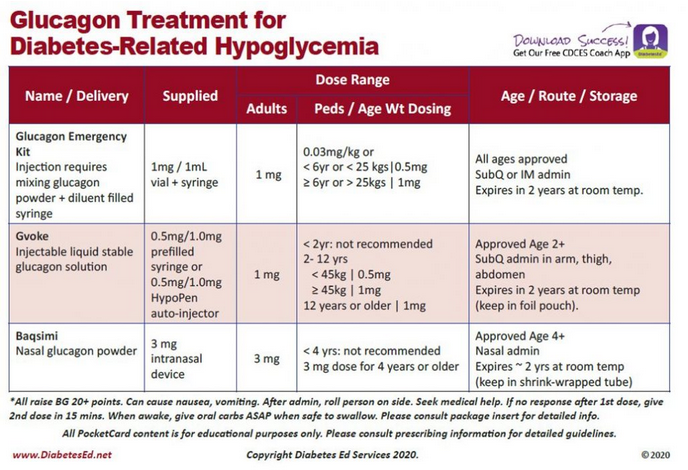 Glucagon Treatment for
Diabetes-Related Hypoglycemia
DOWNLOAD SUCCESS!
Get Our Free CDCES Coach App
DiabetesEd
Name / Delivery
Supplied
Dose Range
Adults
Peds / Age Wt Dosing
Age / Route / Storage
Glucagon Emergency
Kit
Injection requires
mixing glucagon
powder + diluent filled
syringe
1mg / 1mL
vial + syringe
1 mg
0.03mg/kg or
< 6yr or < 25 kgs|0.5mg
≥ 6yr or > 25kgs | 1mg
All ages approved
SubQ or IM admin
Expires in 2 years at room temp.
Gvoke
Injectable liquid stable
glucagon solution
0.5mg/1.0mg
prefilled
syringe or
0.5mg/1.0mg
HypoPen
auto-injector
1 mg
< 2yr: not recommended
2- 12 yrs
< 45kg | 0.5mg
≥ 45kg | 1mg
12 years or older | 1mg
Approved Age 2+
SubQ admin in arm, thigh,
abdomen
Expires in 2 years at room temp
(keep in foil pouch).
Baqsimi
Nasal glucagon powder
3 mg
intranasal
device
3 mg
< 4 yrs: not recommended
3 mg dose for 4 years or older
Approved Age 4+
Nasal admin
Expires ~ 2 yrs at room temp
(keep in shrink-wrapped tube)
*All raise BG 20+ points. Can cause nausea, vomiting. After admin, roll person on side. Seek medical help. If no response after 1st dose, give
2nd dose in 15 mins. When awake, give oral carbs ASAP when safe to swallow. Please consult package insert for detailed info.
All PocketCard content is for educational purposes only. Please consult prescribing information for detailed guidelines.
www.DiabetesEd.net
Copyright Diabetes Ed Services 2020.
©2020